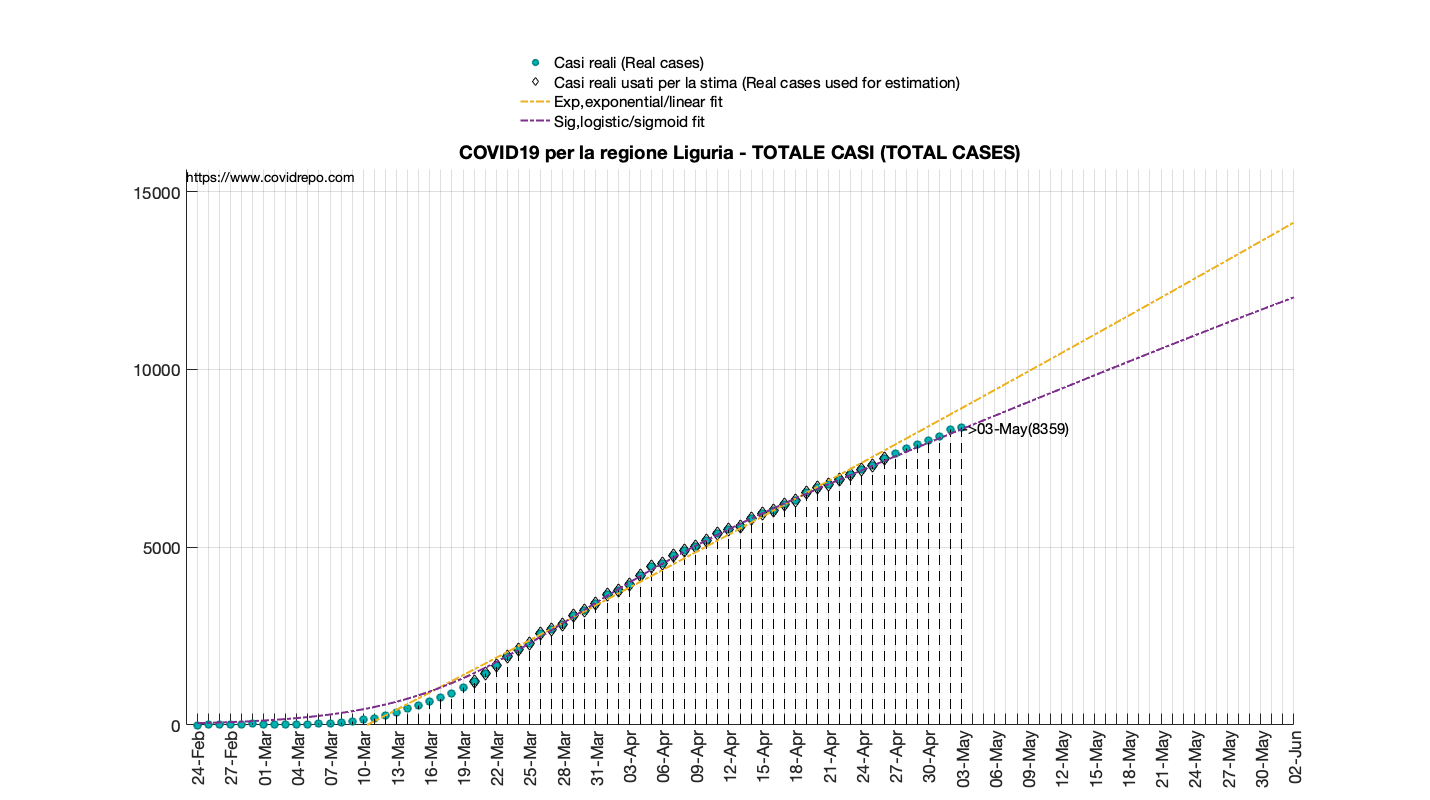 Casi reali (Real cases)
Casi reali usati per la stima (Real cases used for estimation)
Exp,exponential/linear fit
Sig,logistic/sigmoid fit
COVID19 per la regione Liguria - TOTALE CASI (TOTAL CASES)
https://www.covidrepo.com
15000
10000
5000
0
>03-May(8359)
24-Feb
27-Feb
01-Mar
04-Mar
07-Mar
10-Mar
13-Mar
16-Mar
19-Mar
22-Mar
25-Mar
28-Mar
31-Mar
03-Apr
06-Apr
09-Apr
12-Apr
15-Apr
18-Apr
21-Apr
24-Apr
27-Apr
30-Apr
03-May
06-May
09-May
12-May
15-May
18-May
21-May
24-May
27-May
30-May
02-Jun